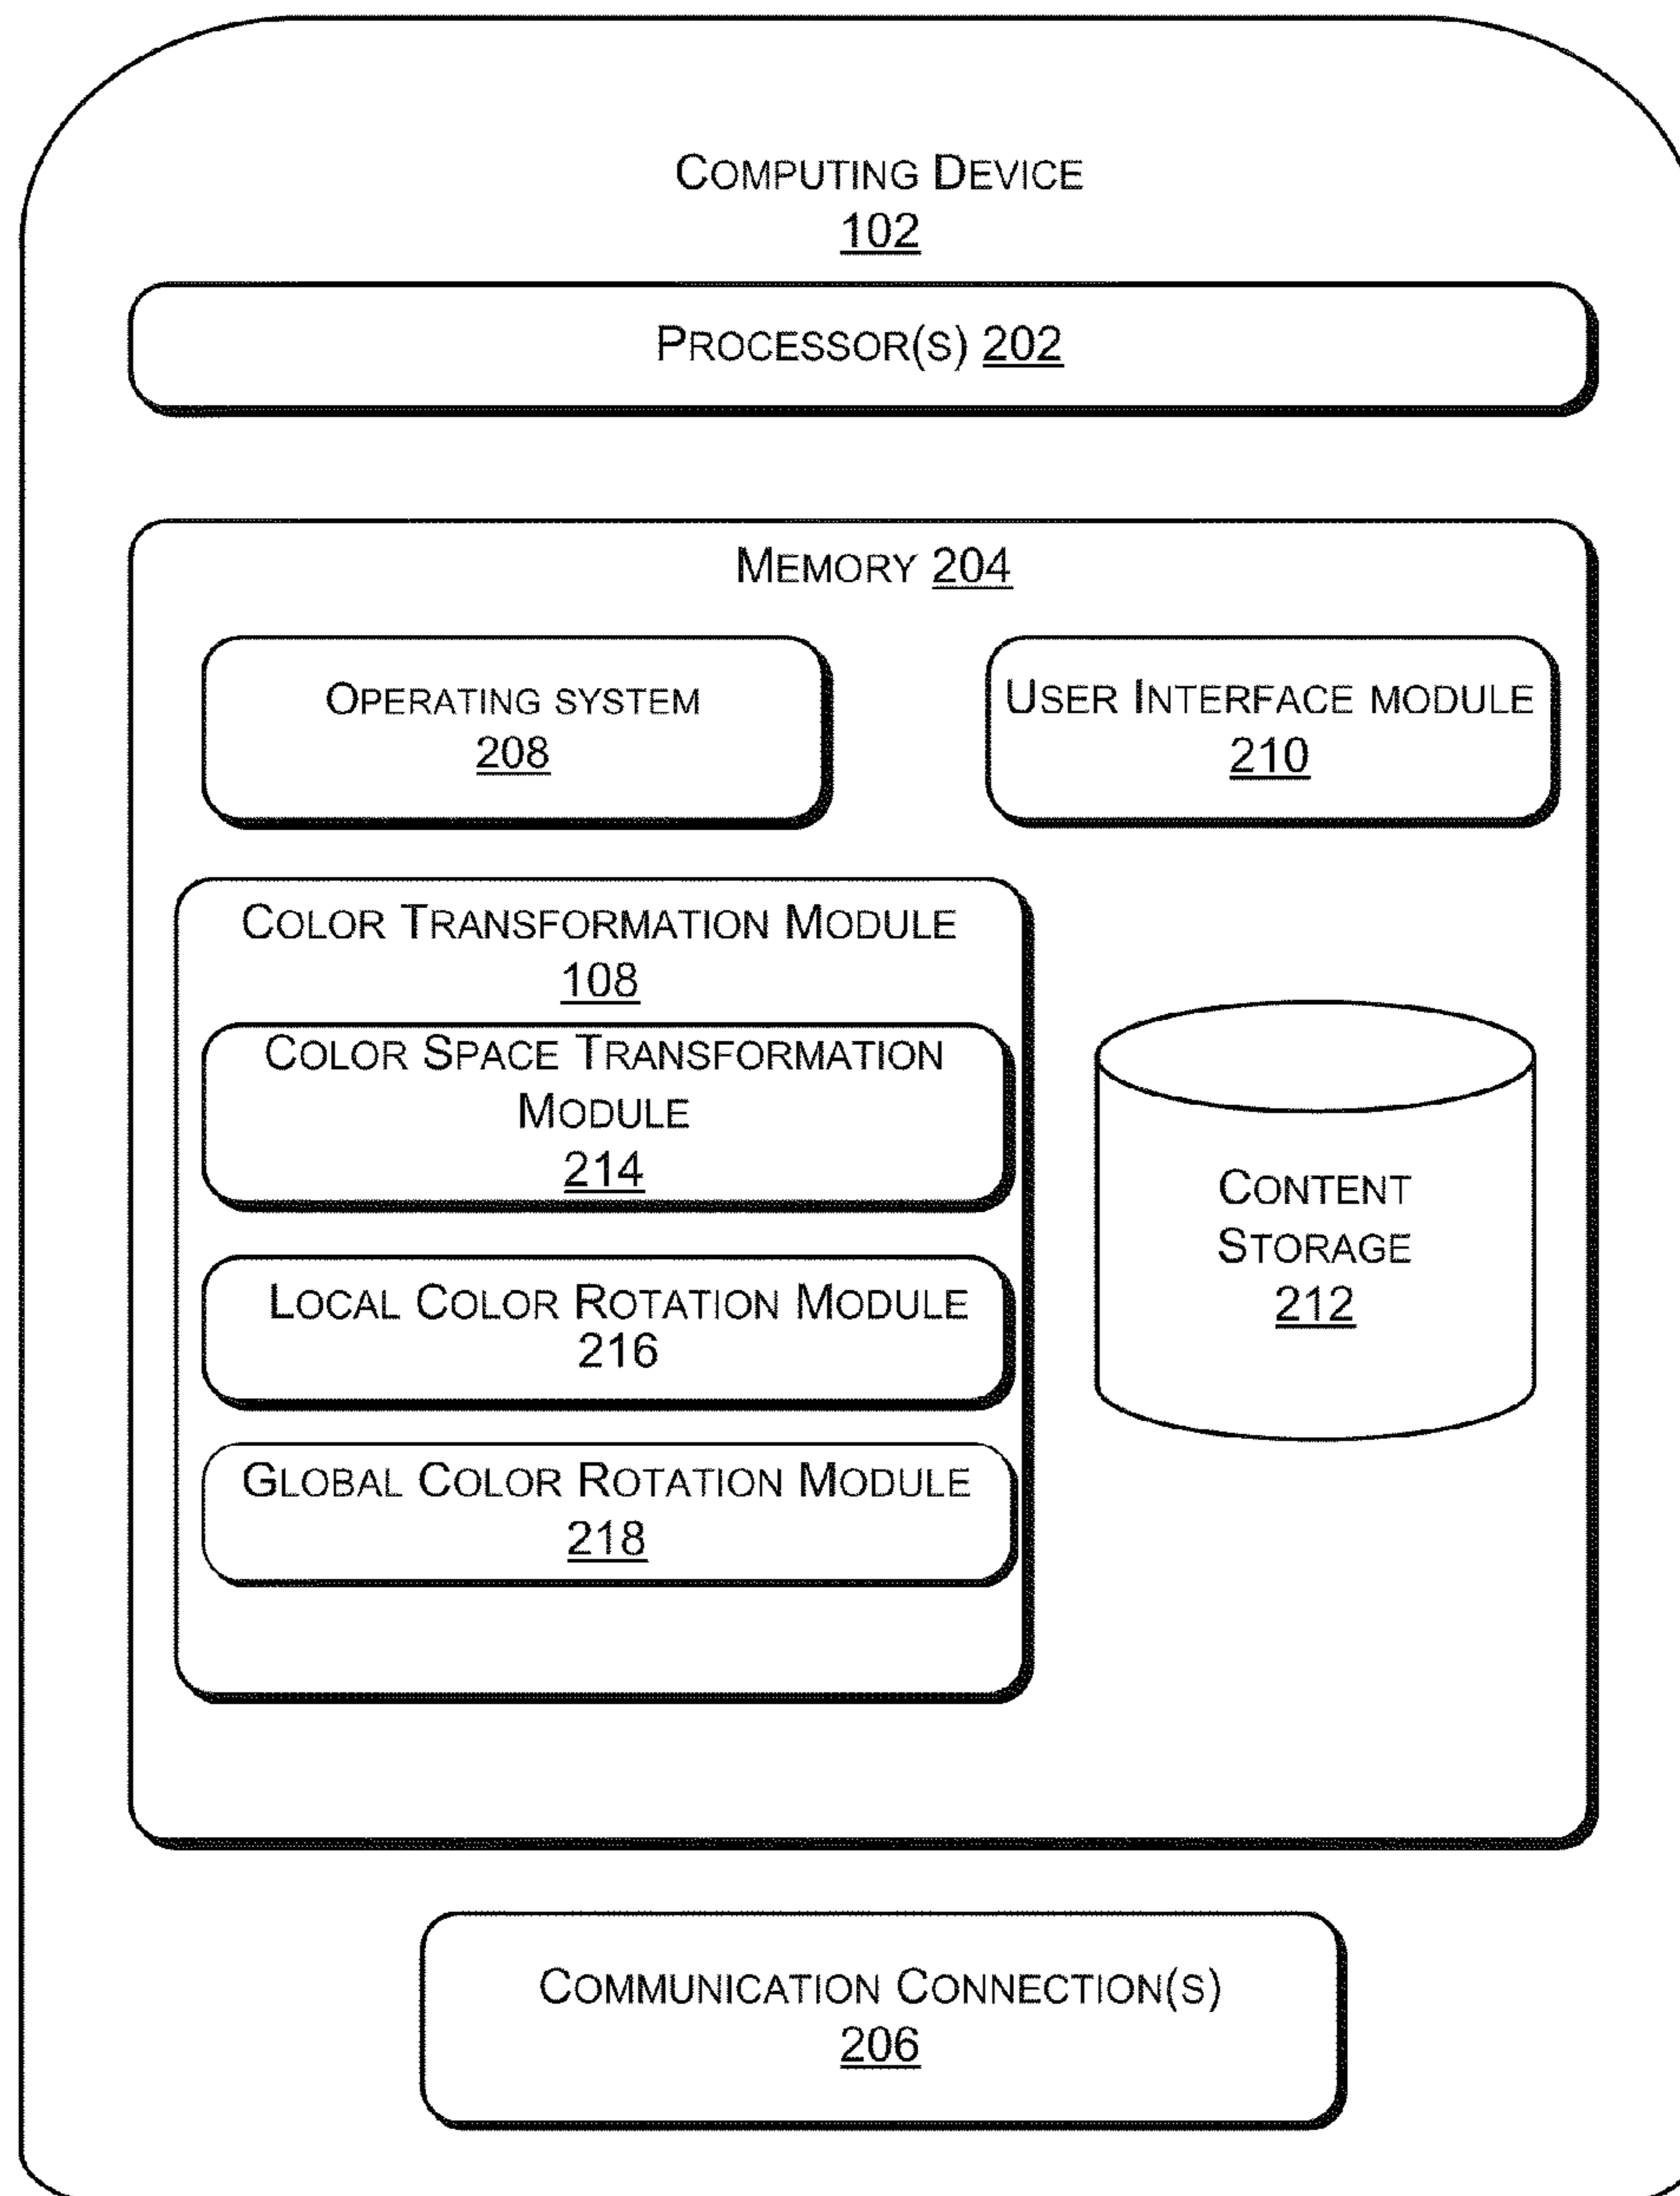 COMPUTING DEVICE
102
PROCESSOR(S) 202
MEMORY 204
OPERATING SYSTEM
208
USER INTERFACE MODULE
210
COLOR TRANSFORMATION MODULE
108
COLOR SPACE TRANSFORMATION
MODULE
214
LOCAL COLOR ROTATION MODULE
216
GLOBAL COLOR ROTATION MODULE
218
CONTENT
STORAGE
212
COMMUNICATION CONNECTION(S)
206